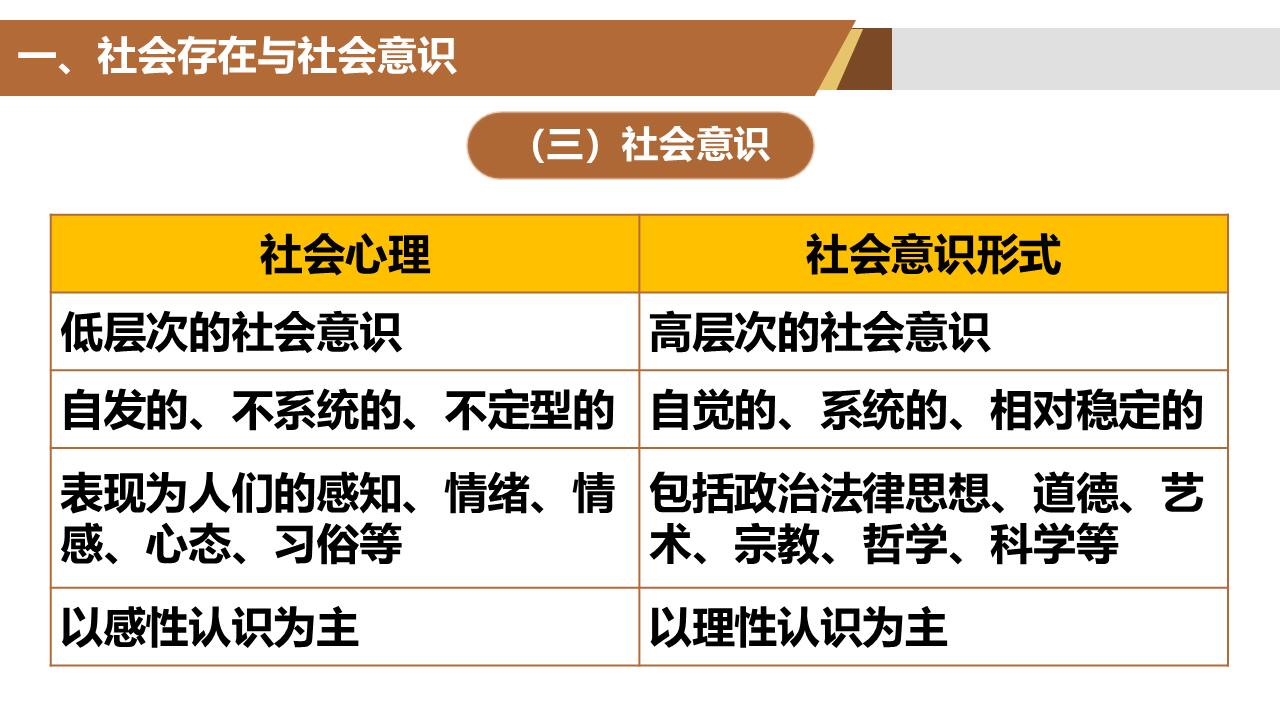 一、社会存在与社会意识
（三）社会意识
社会心理
社会意识形式
低层次的社会意识
高层次的社会意识
自发的、不系统的、不定型的
自觉的、系统的、相对稳定的
表现为人们的感知、情绪、情
感、心态、习俗等
包括政治法律思想、道德、艺
术、宗教、哲学、科学等
以感性认识为主
以理性认识为主